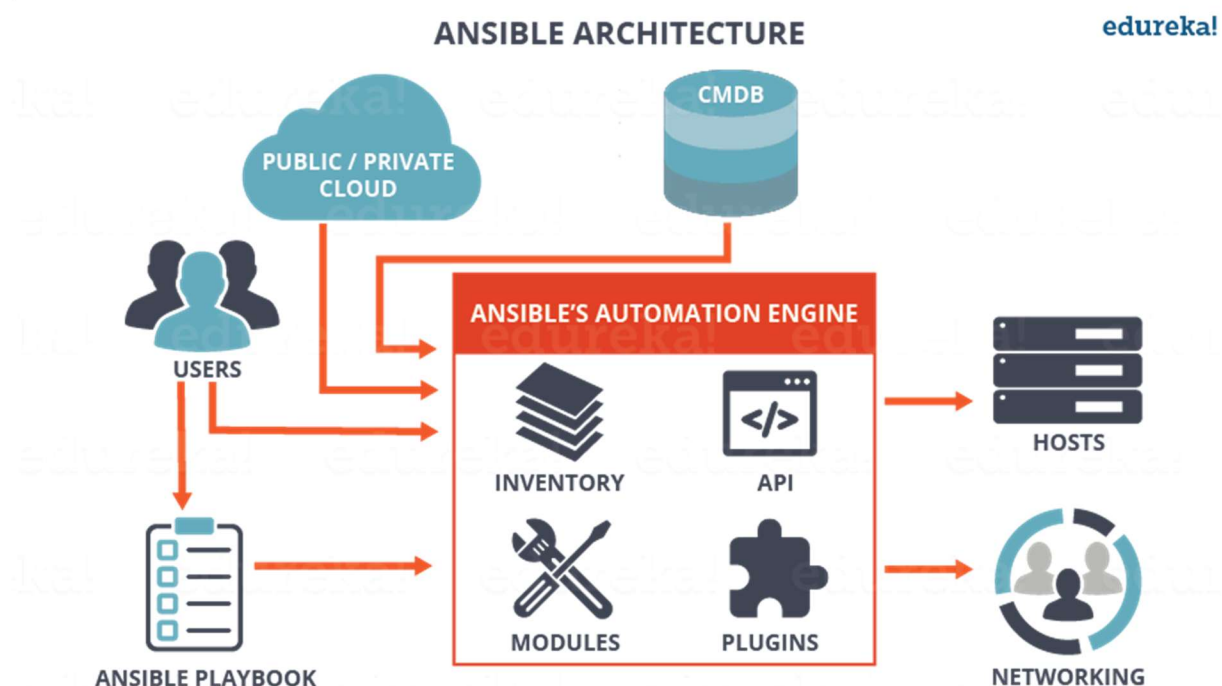 ANSIBLE ARCHITECTURE
edureka!
CMDB
PUBLIC / PRIVATE
CLOUD
USERS
ANSIBLE'S AUTOMATION ENGINE
INVENTORY
API
HOSTS
MODULES
PLUGINS
ANSIBLE PLAYBOOK
NETWORKING